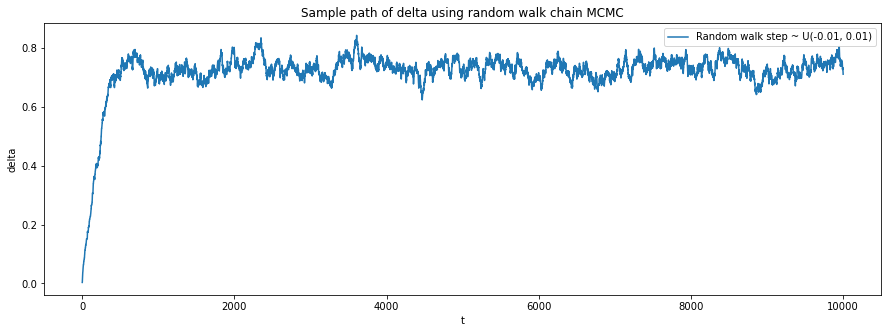 Sample path of delta using random walk chain MCMC
Random walk step ~ U(-0.01, 0.01)
0.8
0.6
0.4
0.2
0.0
delta
0 2000 4000 6000 8000 10000
t